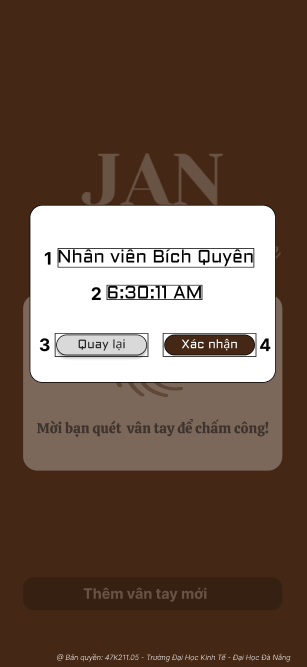 JAN
1 Nhân viên Bích Quyên
2 6:30:11 AM
3 Quay lại Xác nhận 4
Mời bạn quét vân tay để chấm công!
Thêm vân tay mới
@ Bản quyền: 47K211.05 - Trường Đại Học Kinh Tế - Đại Học Đà Nẵng